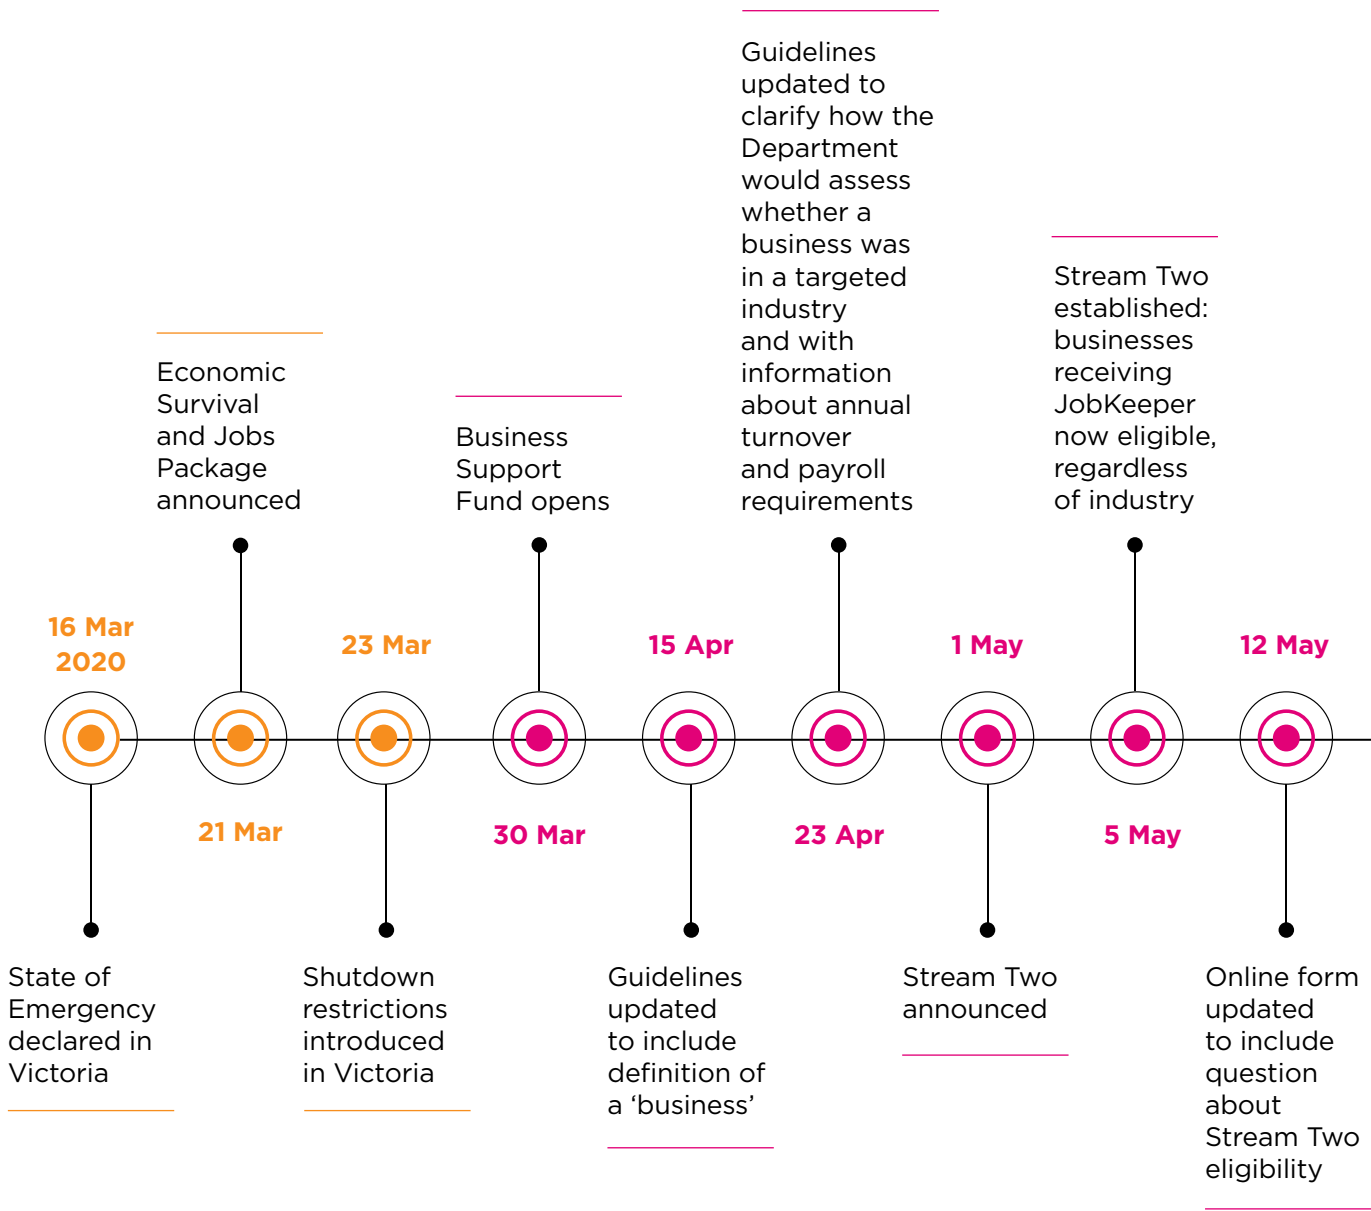 16 Mar
2020
State of
Emergency
declared in
Victoria
Economic
Survival
and Jobs
Package
announced
21 Mar
23 Mar
Shutdown
restrictions
introduced
in Victoria
Business
Support
Fund opens
30 Mar
15 Apr
Guidelines
updated
to include
definition of
a ‘business’
Guidelines
updated to
clarify how the
Department
would assess
whether a
business was
in a targeted
industry
and with
information
about annual
turnover
and payroll
requirements
23 Apr
1 May
Stream Two
announced
Stream Two
established:
businesses
receiving
JobKeeper
now eligible,
regardless
of industry
5 May
12 May
Online form
updated
to include
question
about
Stream Two
eligibility